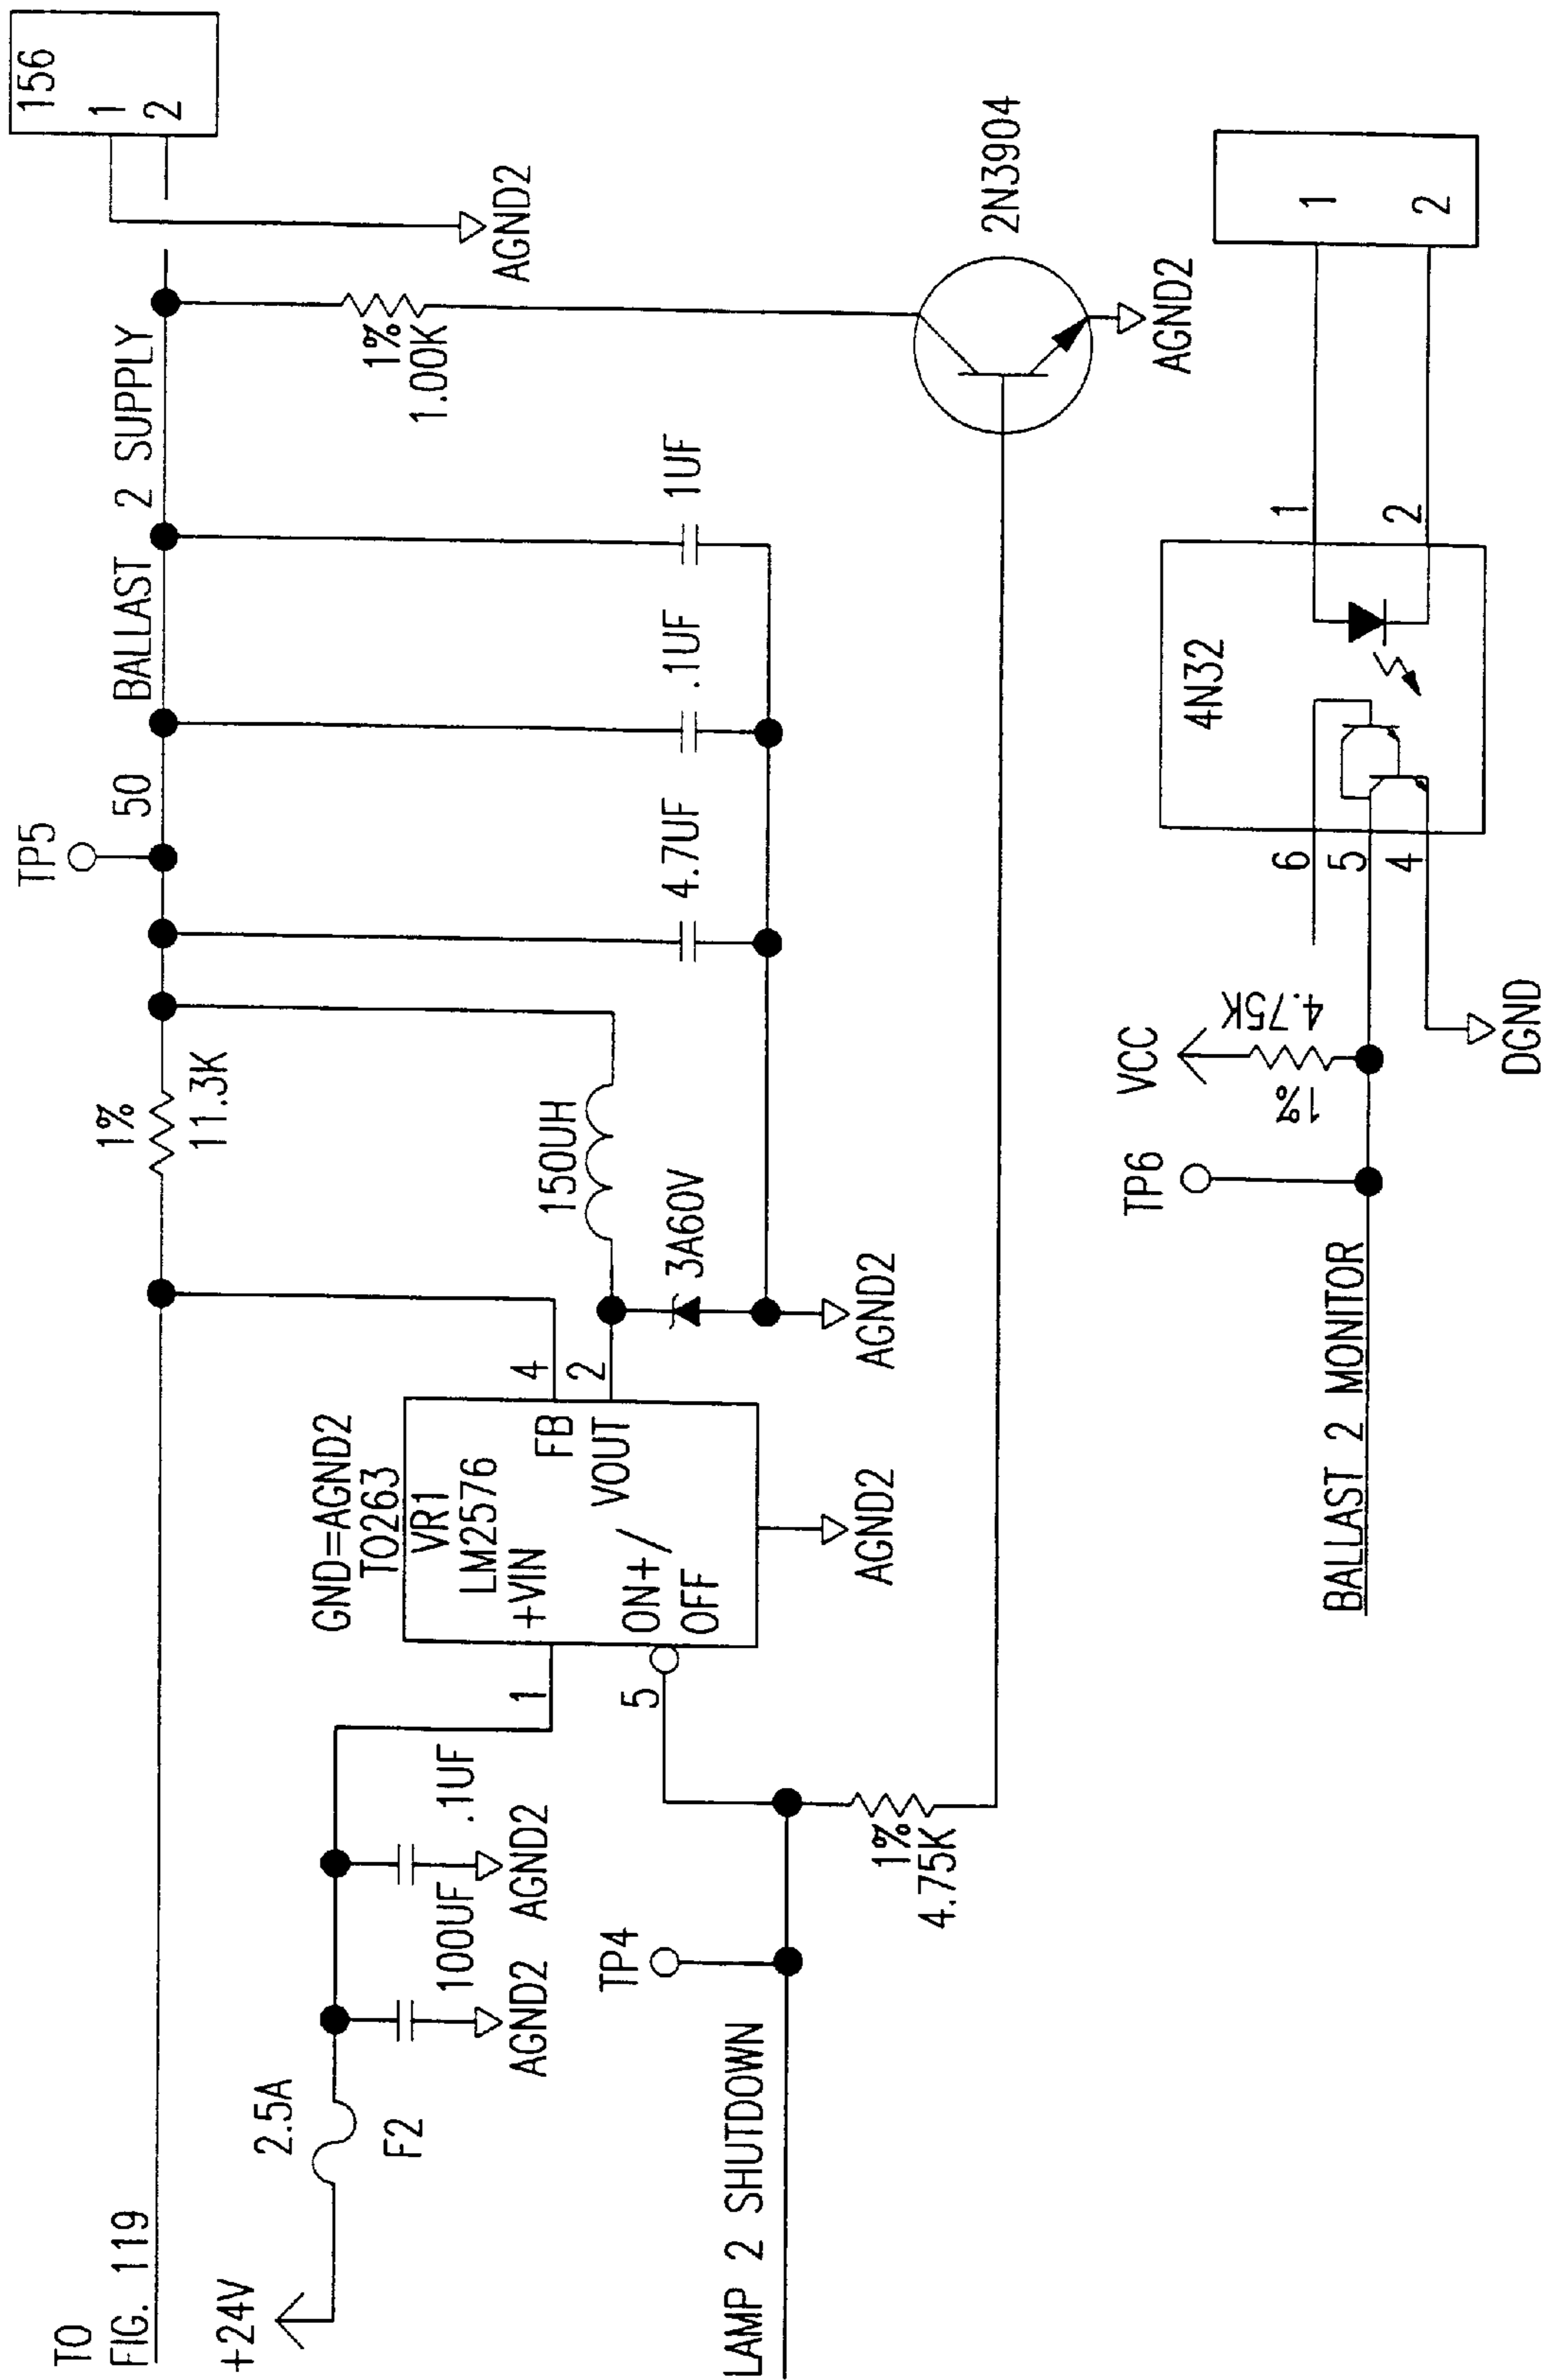 TO
FIG. 119
+24V
2.5A
F2
100UF
.1UF
AGND2
AGND2
GND=AGND2
TO263
VR1
LM2576
+VIN
FB
VOUT
ON+/
OFF
1
5
4
2
AGND2
LAMP 2 SHUTDOWN
TP4
1%
4.75K
1%
11.3K
150UH
3A60V
AGND2
TP5
50
BALLAST 2 SUPPLY
4.7UF
.1UF
1UF
1%
1.00K
156
1
2
AGND2
2N3904
AGND2
BALLAST 2 MONITOR
TP6
VCC
1%
4.75K
DGND
6
5
4
4N32
1
2
1
2